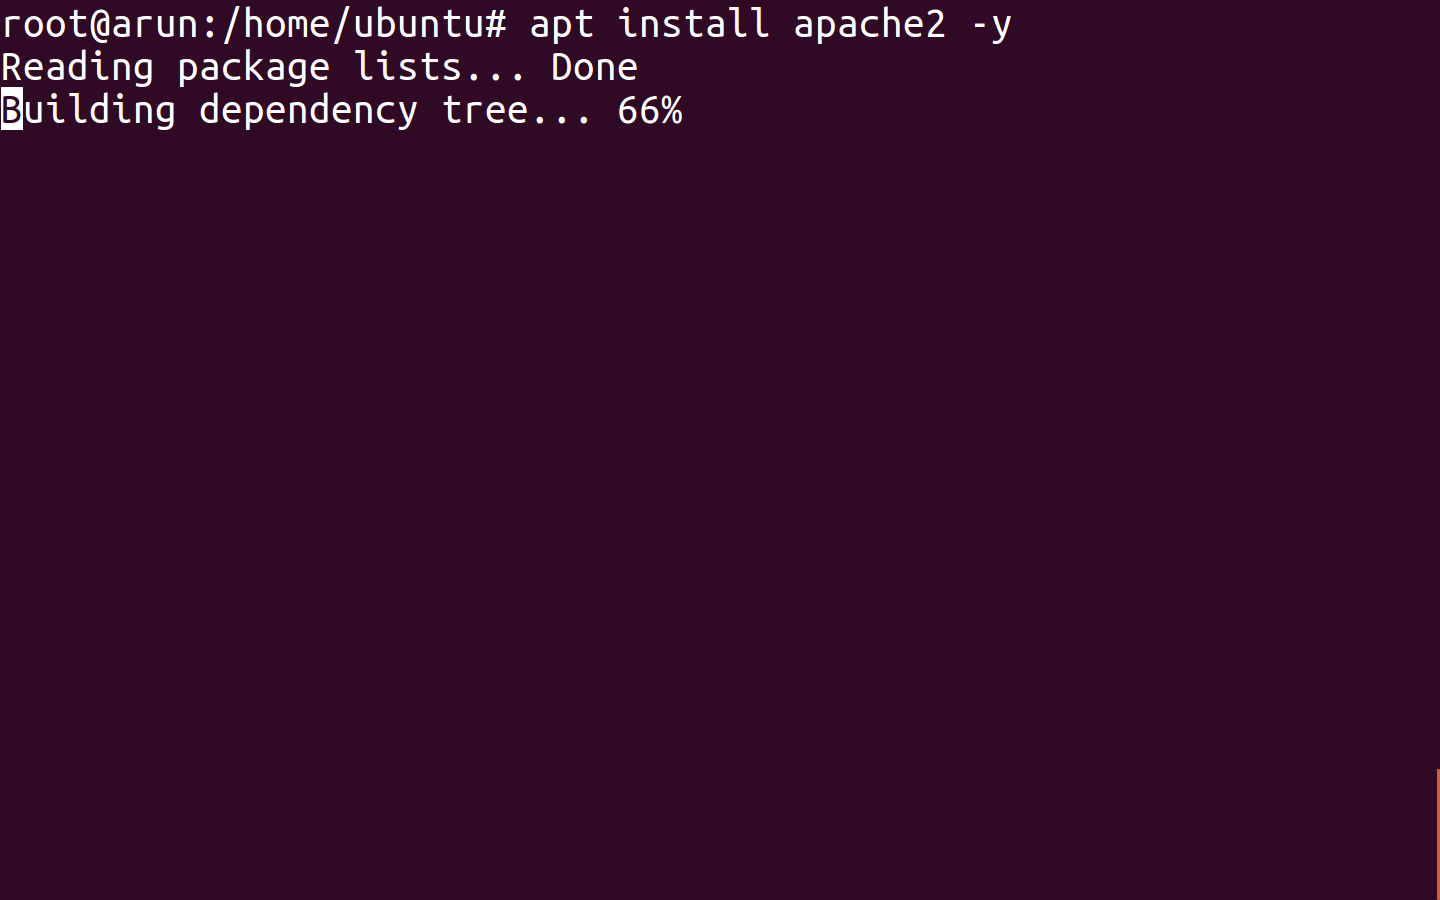 root@arun:/home/ubuntu# apt install apache2 -y
Reading package lists... Done
Building dependency tree... 66%